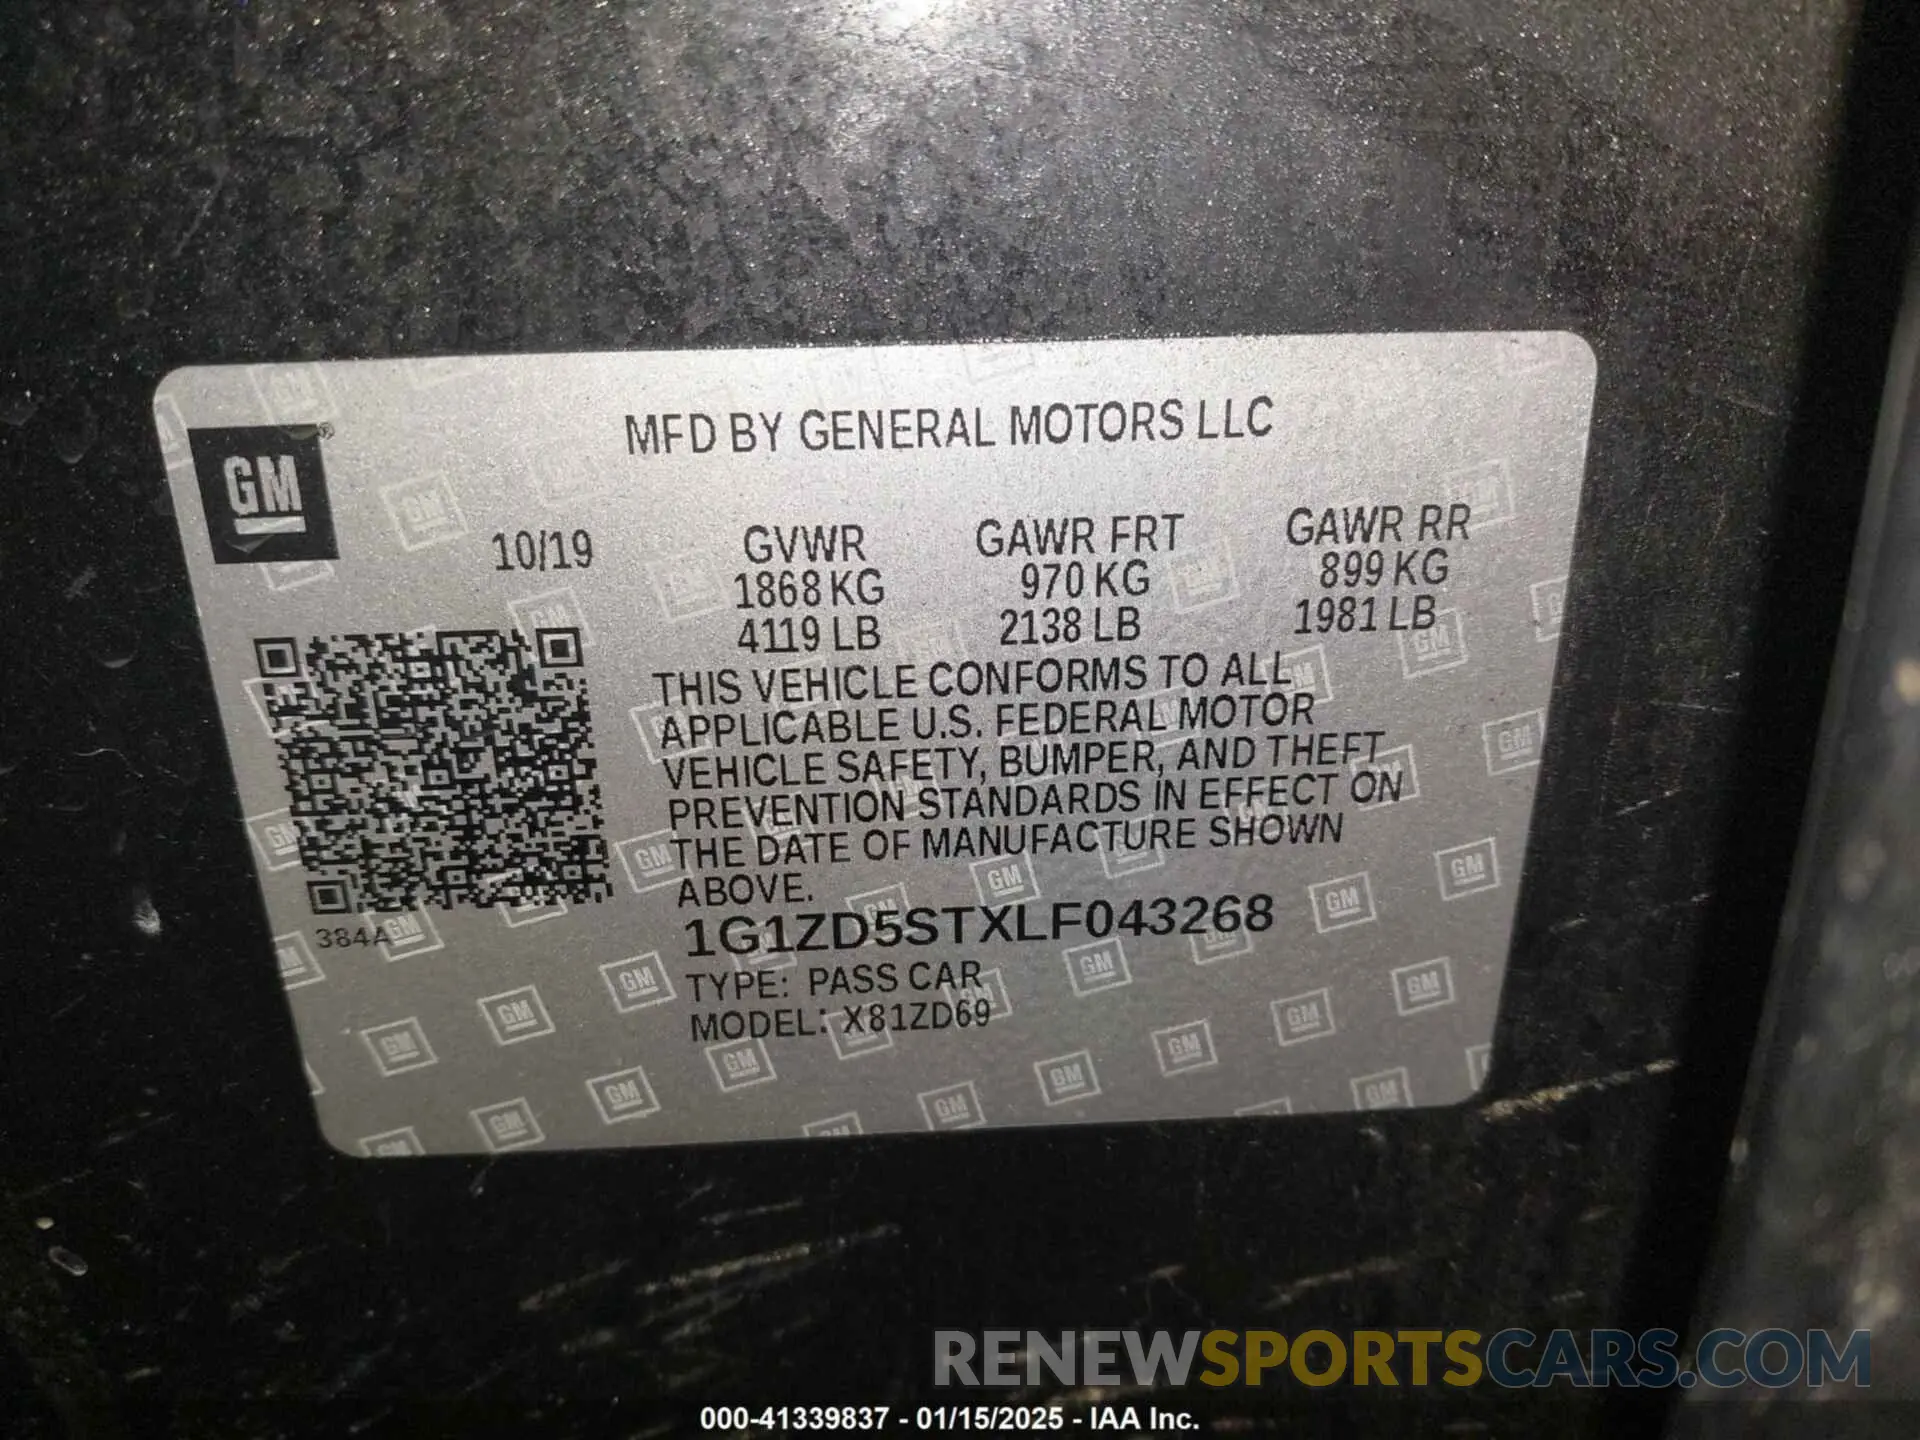 MFD BY GENERAL MOTORS LLC
GM®
10/19
GVWR GAWR FRT GAWR RR
1868 KG 970 KG 899 KG
4119 LB 2138 LB 1981 LB
THIS VEHICLE CONFORMS TO ALL
APPLICABLE U.S. FEDERAL MOTOR
VEHICLE SAFETY, BUMPER, AND THEFT
PREVENTION STANDARDS IN EFFECT ON
THE DATE OF MANUFACTURE SHOWN
ABOVE.
384A
1G1ZD5STXLF043268
TYPE: PASS CAR
MODEL: X81ZD69
RENEWSPORTSCARS.COM
000-41339837 - 01/15/2025 - IAA Inc.